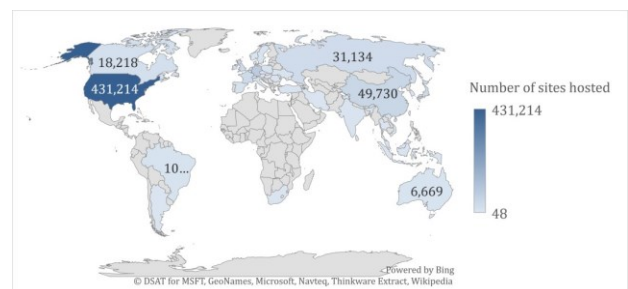 18,218
31,134
Number of sites hosted
431,214
431,214
49,730
10...
6,669
48
Powered by Bing
© DSAT for MSFT, GeoNames, Microsoft, Navteq, Thinkware Extract, Wikipedia